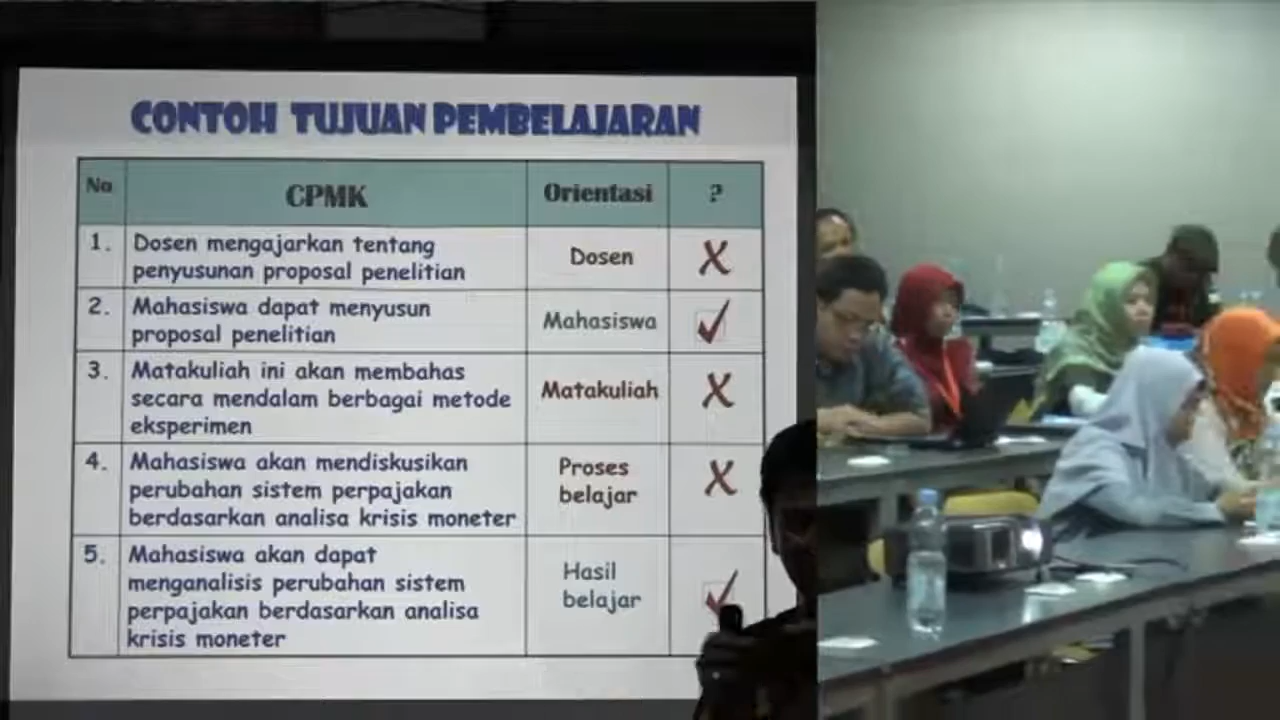 CONTOH TUJUAN PEMBELAJARAN
No CPMK Orientasi ?
1. Dosen mengajarkan tentang
penyusunan proposal penelitian
Dosen X
2. Mahasiswa dapat menyusun
proposal penelitian
Mahasiswa ✓
3. Matakuliah ini akan membahas
secara mendalam berbagai metode
eksperimen
Matakuliah X
4. Mahasiswa akan mendiskusikan
perubahan sistem perpajakan
berdasarkan analisa krisis moneter
Proses
belajar
X
5. Mahasiswa akan dapat
menganalisis perubahan sistem
perpajakan berdasarkan analisa
krisis moneter
Hasil
belajar
✓